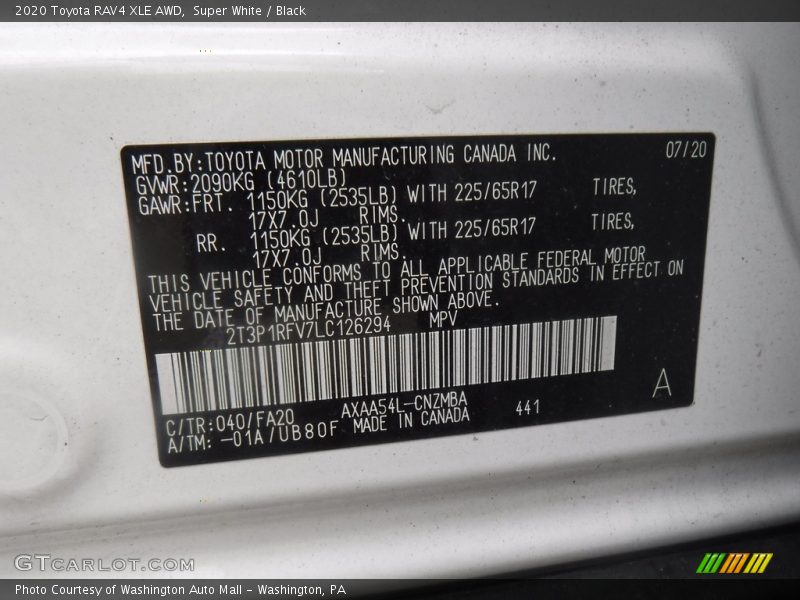 2020 Toyota RAV4 XLE AWD,  Super White / Black
MFD.BY:TOYOTA MOTOR MANUFACTURING CANADA INC. 07/20
GVWR:2090KG (4610LB)
GAWR:FRT. 1150KG (2535LB) WITH 225/65R17 TIRES,
17X7.0J RIMS.
RR. 1150KG (2535LB) WITH 225/65R17 TIRES,
17X7.0J RIMS.
THIS VEHICLE CONFORMS TO ALL APPLICABLE FEDERAL MOTOR
VEHICLE SAFETY AND THEFT PREVENTION STANDARDS IN EFFECT ON
THE DATE OF MANUFACTURE SHOWN ABOVE.
2T3P1RFV7LC126294 MPV
A
C/TR:040/FA20 AXAA54L-CNZMBA 441
A/TM: -01A/UB80F MADE IN CANADA
GTCARLOT.COM
Photo Courtesy of Washington Auto Mall - Washington, PA